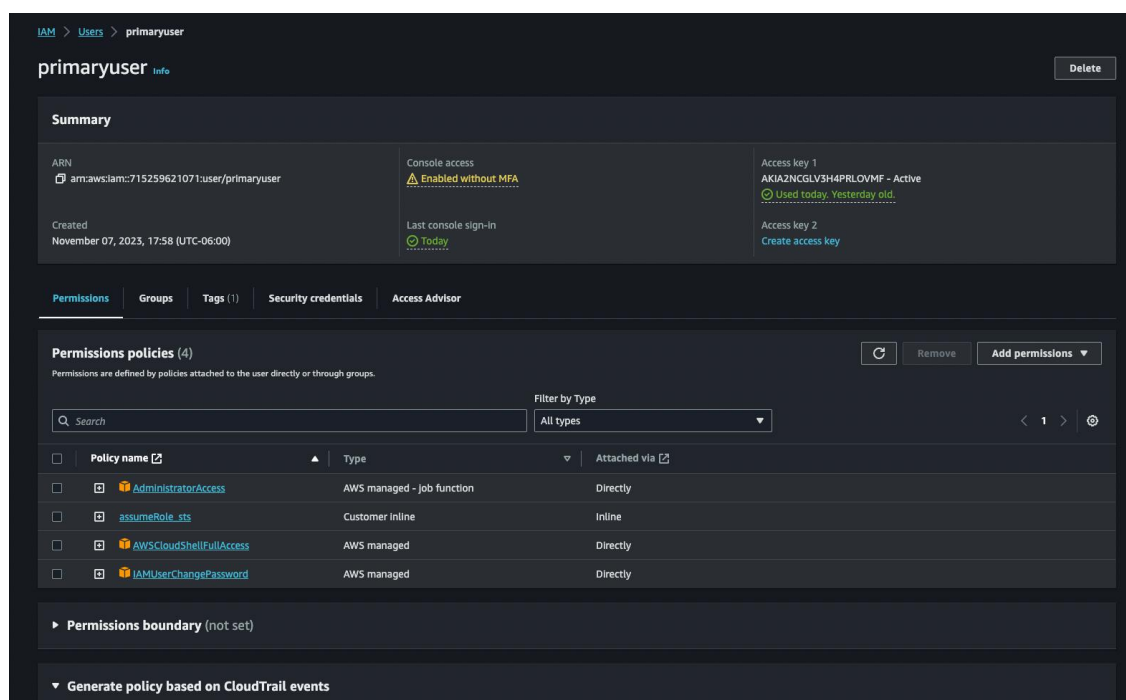 IAM > Users > primaryuser
primaryuser Info
Delete
Summary
ARN
arn:aws:iam::715259621071:user/primaryuser
Console access
Enabled without MFA
Access key 1
AKIA2NCGLV3H4PRLOVMF - Active
Used today. Yesterday old.
Created
November 07, 2023, 17:58 (UTC-06:00)
Last console sign-in
Today
Access key 2
Create access key
Permissions Groups Tags (1) Security credentials Access Advisor
Permissions policies (4)
Remove Add permissions
Permissions are defined by policies attached to the user directly or through groups.
Filter by Type
Search All types 1
Policy name Type Attached via
AdministratorAccess AWS managed - job function Directly
assumeRole_sts Customer inline Inline
AWSCloudShellFullAccess AWS managed Directly
IAMUserChangePassword AWS managed Directly
Permissions boundary (not set)
Generate policy based on CloudTrail events